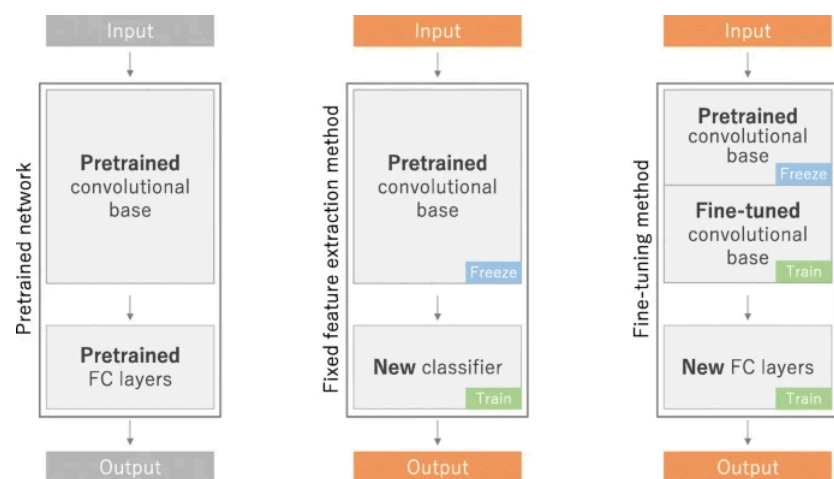 Input
Pretrained network
Pretrained
convolutional
base
Pretrained
FC layers
Output
Input
Fixed feature extraction method
Pretrained
convolutional
base
Freeze
New classifier
Train
Output
Input
Fine-tuning method
Pretrained
convolutional
base
Freeze
Fine-tuned
convolutional
base
Train
New FC layers
Train
Output